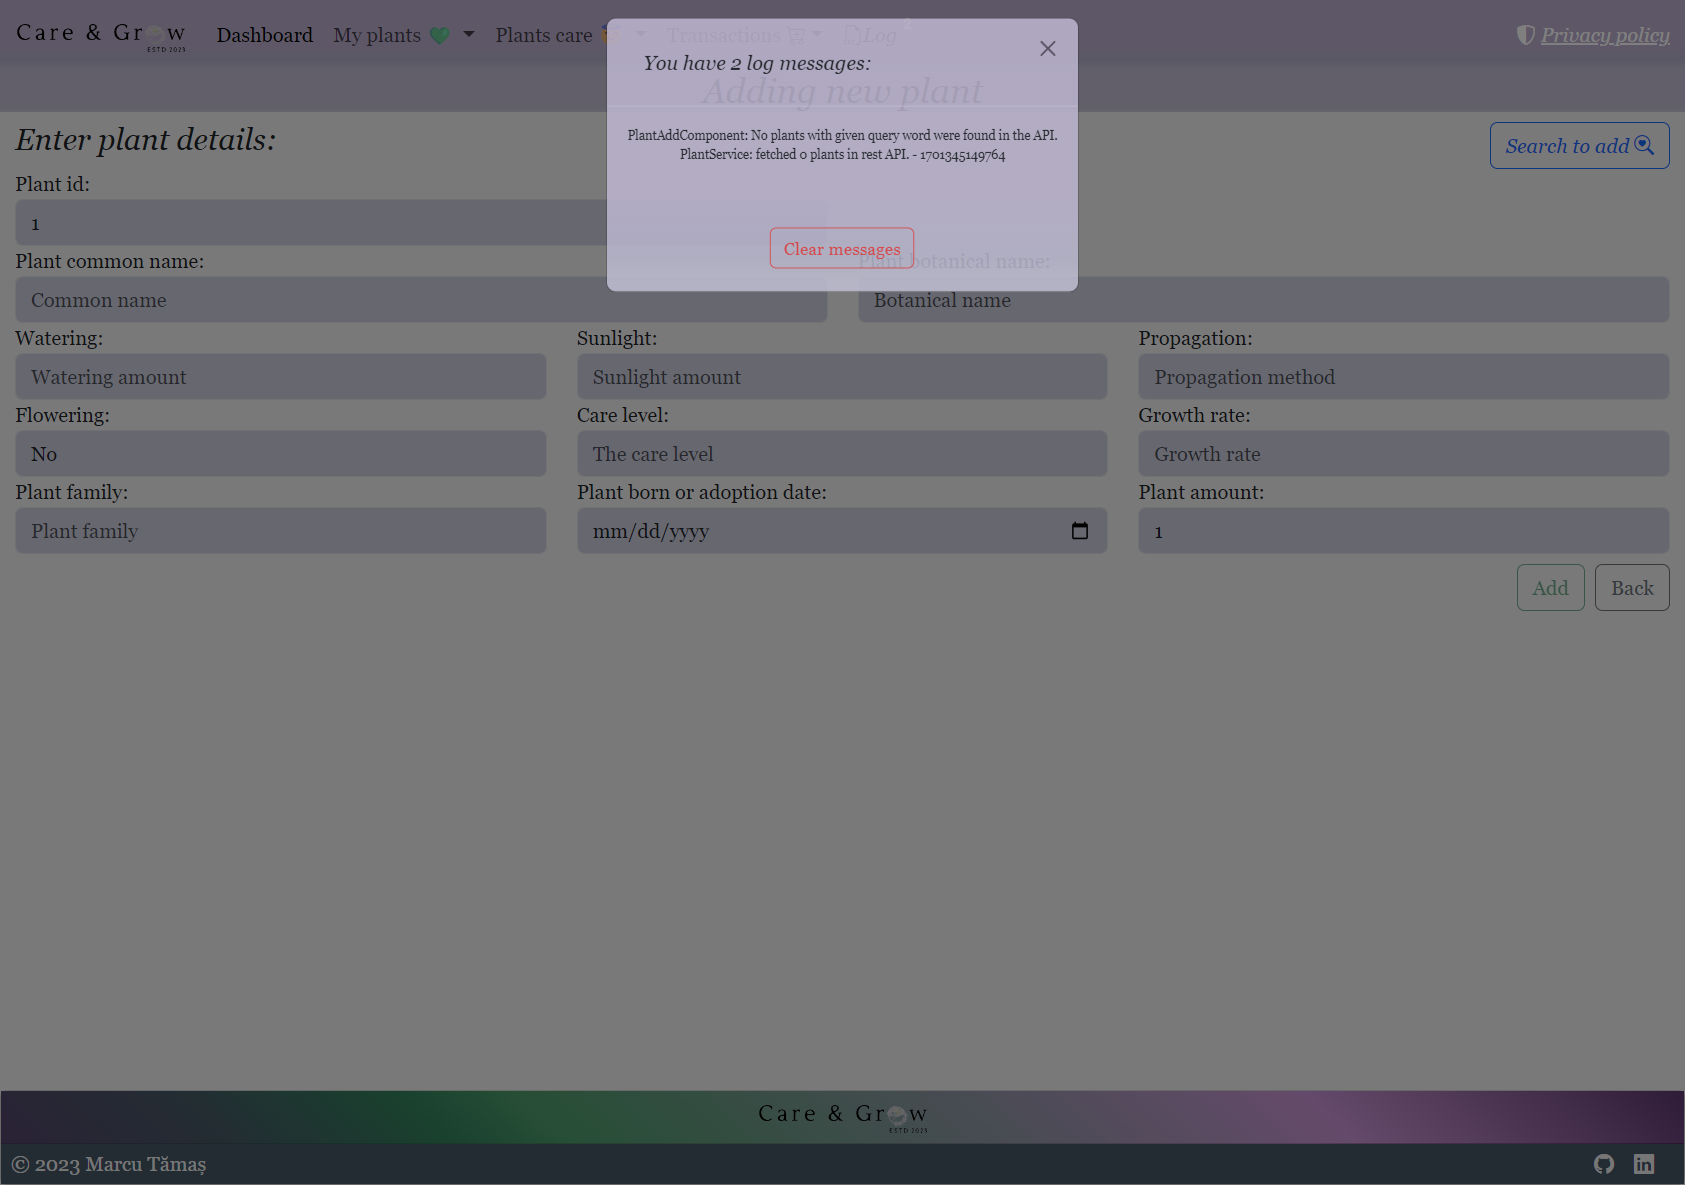 Care & Grow
ESTD 2023
Dashboard
My plants
Plants care
Transactions
Log
2
Privacy policy
You have 2 log messages:
Adding new plant
PlantAddComponent: No plants with given query word were found in the API.
PlantService: fetched 0 plants in rest API. - 1701345149764
Clear messages
Enter plant details:
Search to add
Plant id:
1
Plant common name:
Plant botanical name:
Common name
Botanical name
Watering:
Sunlight:
Propagation:
Watering amount
Sunlight amount
Propagation method
Flowering:
Care level:
Growth rate:
No
The care level
Growth rate
Plant family:
Plant born or adoption date:
Plant amount:
Plant family
mm/dd/yyyy
1
Add
Back
Care & Grow
ESTD 2023
© 2023 Marcu Tămaș